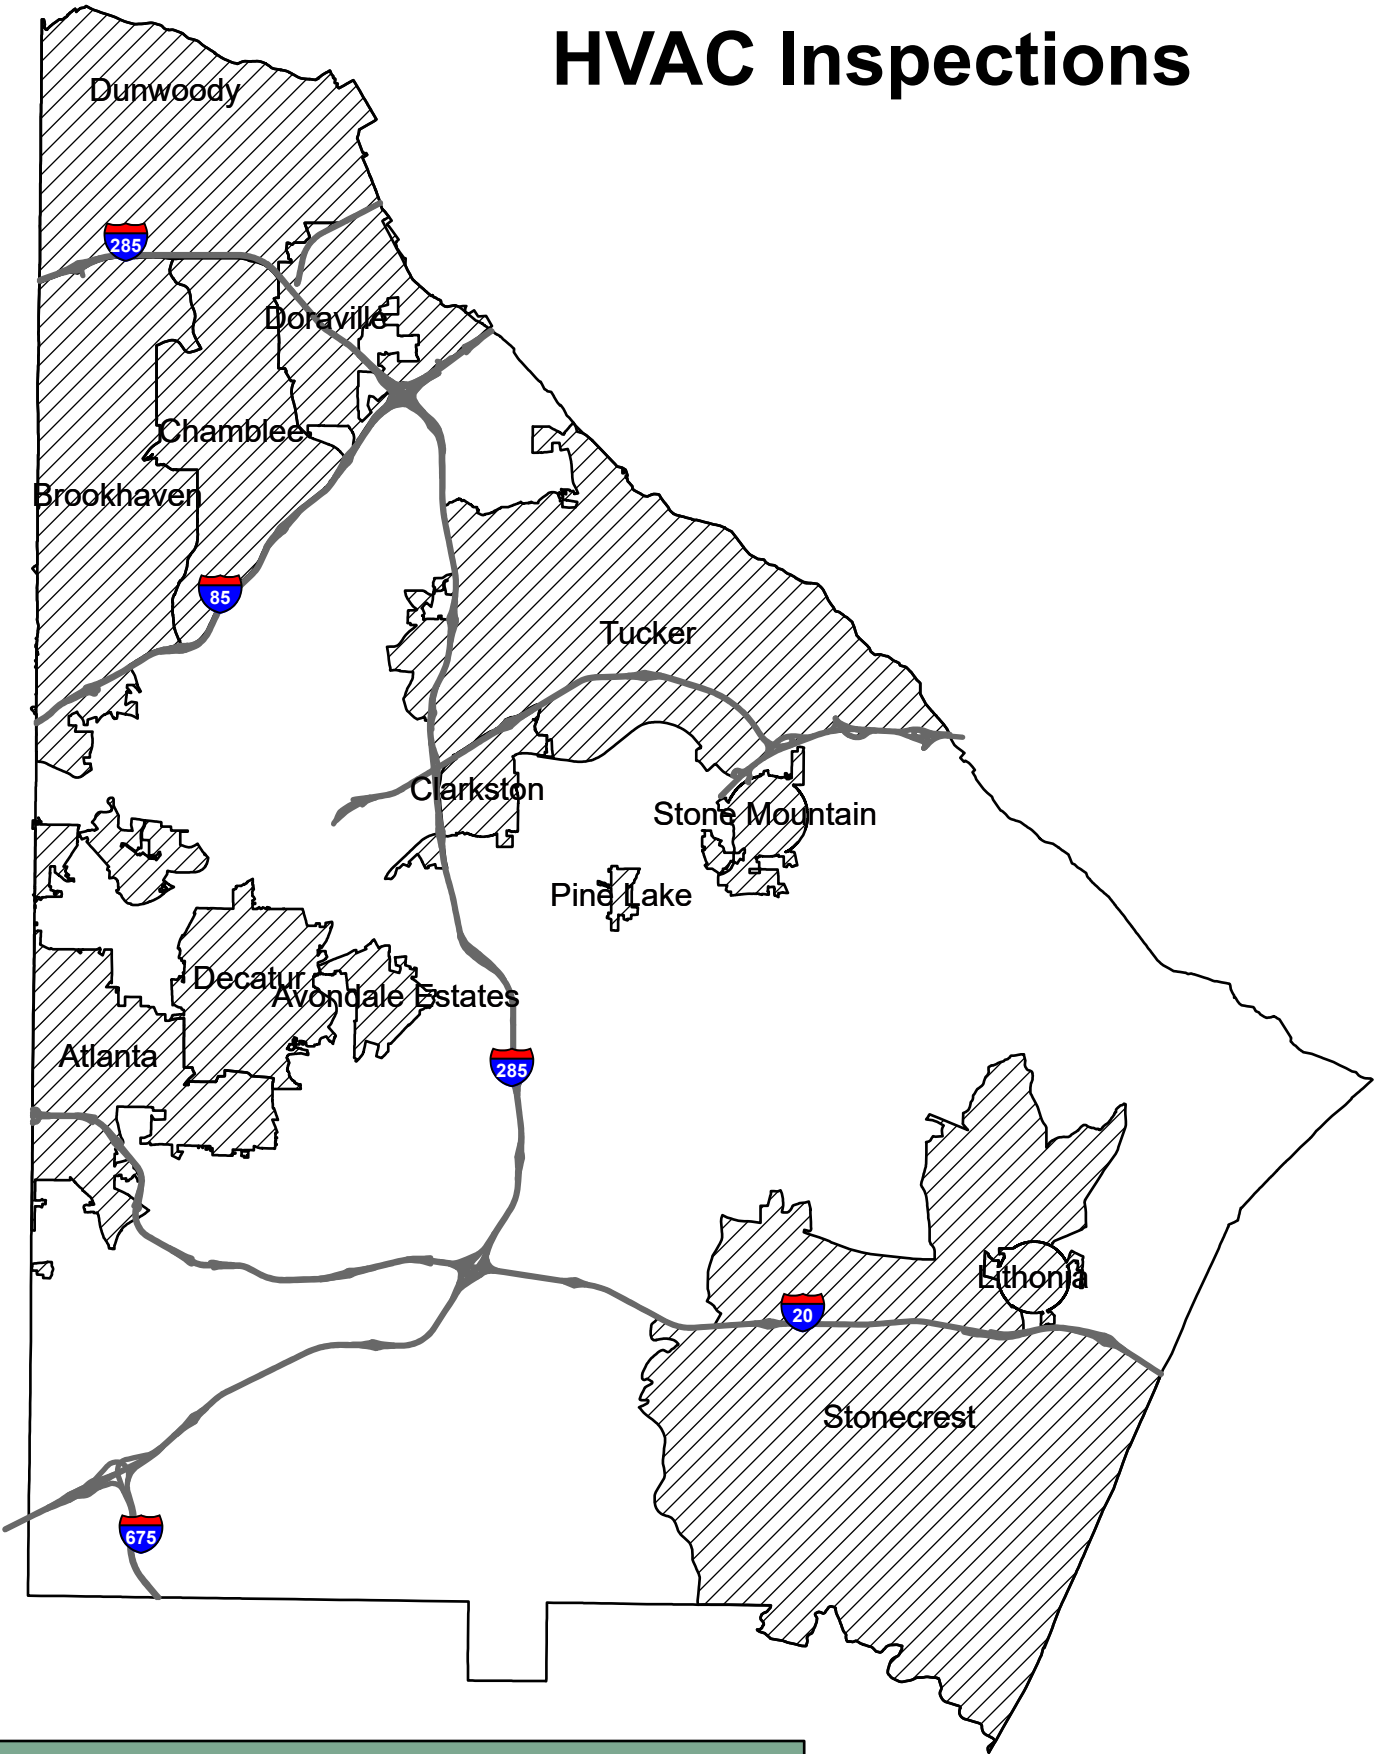 HVAC Inspections
Dunwoody
285
Doraville
Chamblee
Brookhaven
85
Tucker
Clarkston
Stone Mountain
Pine Lake
Decatur
Avondale Estates
Atlanta
285
Lithonia
20
Stonecrest
675